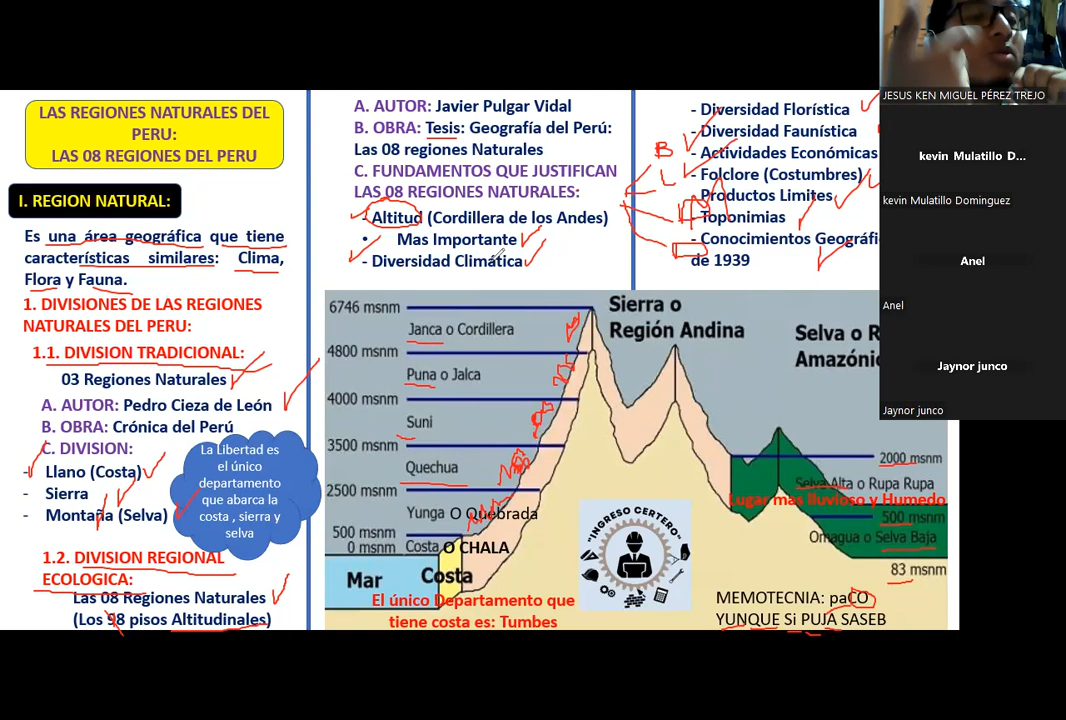 LAS REGIONES NATURALES DEL
PERU:
LAS 08 REGIONES DEL PERU
I. REGION NATURAL:
Es una área geográfica que tiene
características similares: Clima,
Flora y Fauna.
1. DIVISIONES DE LAS REGIONES
NATURALES DEL PERU:
1.1. DIVISION TRADICIONAL:
03 Regiones Naturales
A. AUTOR: Pedro Cieza de León
B. OBRA: Crónica del Perú
C. DIVISION:
- Llano (Costa)
- Sierra
- Montaña (Selva)
La Libertad es
el único
departamento
que abarca la
costa , sierra y
selva
1.2. DIVISION REGIONAL
ECOLOGICA:
Las 08 Regiones Naturales
(Los 98 pisos Altitudinales)
A. AUTOR: Javier Pulgar Vidal
B. OBRA: Tesis: Geografía del Perú:
Las 08 regiones Naturales
C. FUNDAMENTOS QUE JUSTIFICAN
LAS 08 REGIONES NATURALES:
- Altitud (Cordillera de los Andes)
• Mas Importante
- Diversidad Climática
- Diversidad Florística
- Diversidad Faunística
- Actividades Económicas
- Folclore (Costumbres)
- Productos Limites
- Toponimias
- Conocimientos Geográfi
de 1939
B
L
6746 msnm
Janca o Cordillera
4800 msnm
Puna o Jalca
4000 msnm
Suni
3500 msnm
Quechua
2500 msnm
Yunga O Quebrada
500 msnm
0 msnm
Costa O CHALA
Mar
Costa
Sierra o
Región Andina
Selva o R
Amazóni
2000 msnm
Selva Alta o Rupa Rupa
Lugar mas lluvioso y Humedo
500 msnm
Omagua o Selva Baja
83 msnm
"INGRESO CERTERO"
El único Departamento que
tiene costa es: Tumbes
MEMOTECNIA: paCO
YUNQUE Si PUJA SASEB
JESUS KEN MIGUEL PÉREZ TREJO
kevin Mulatillo D...
kevin Mulatillo Dominguez
Anel
Anel
Jaynor junco
Jaynor junco